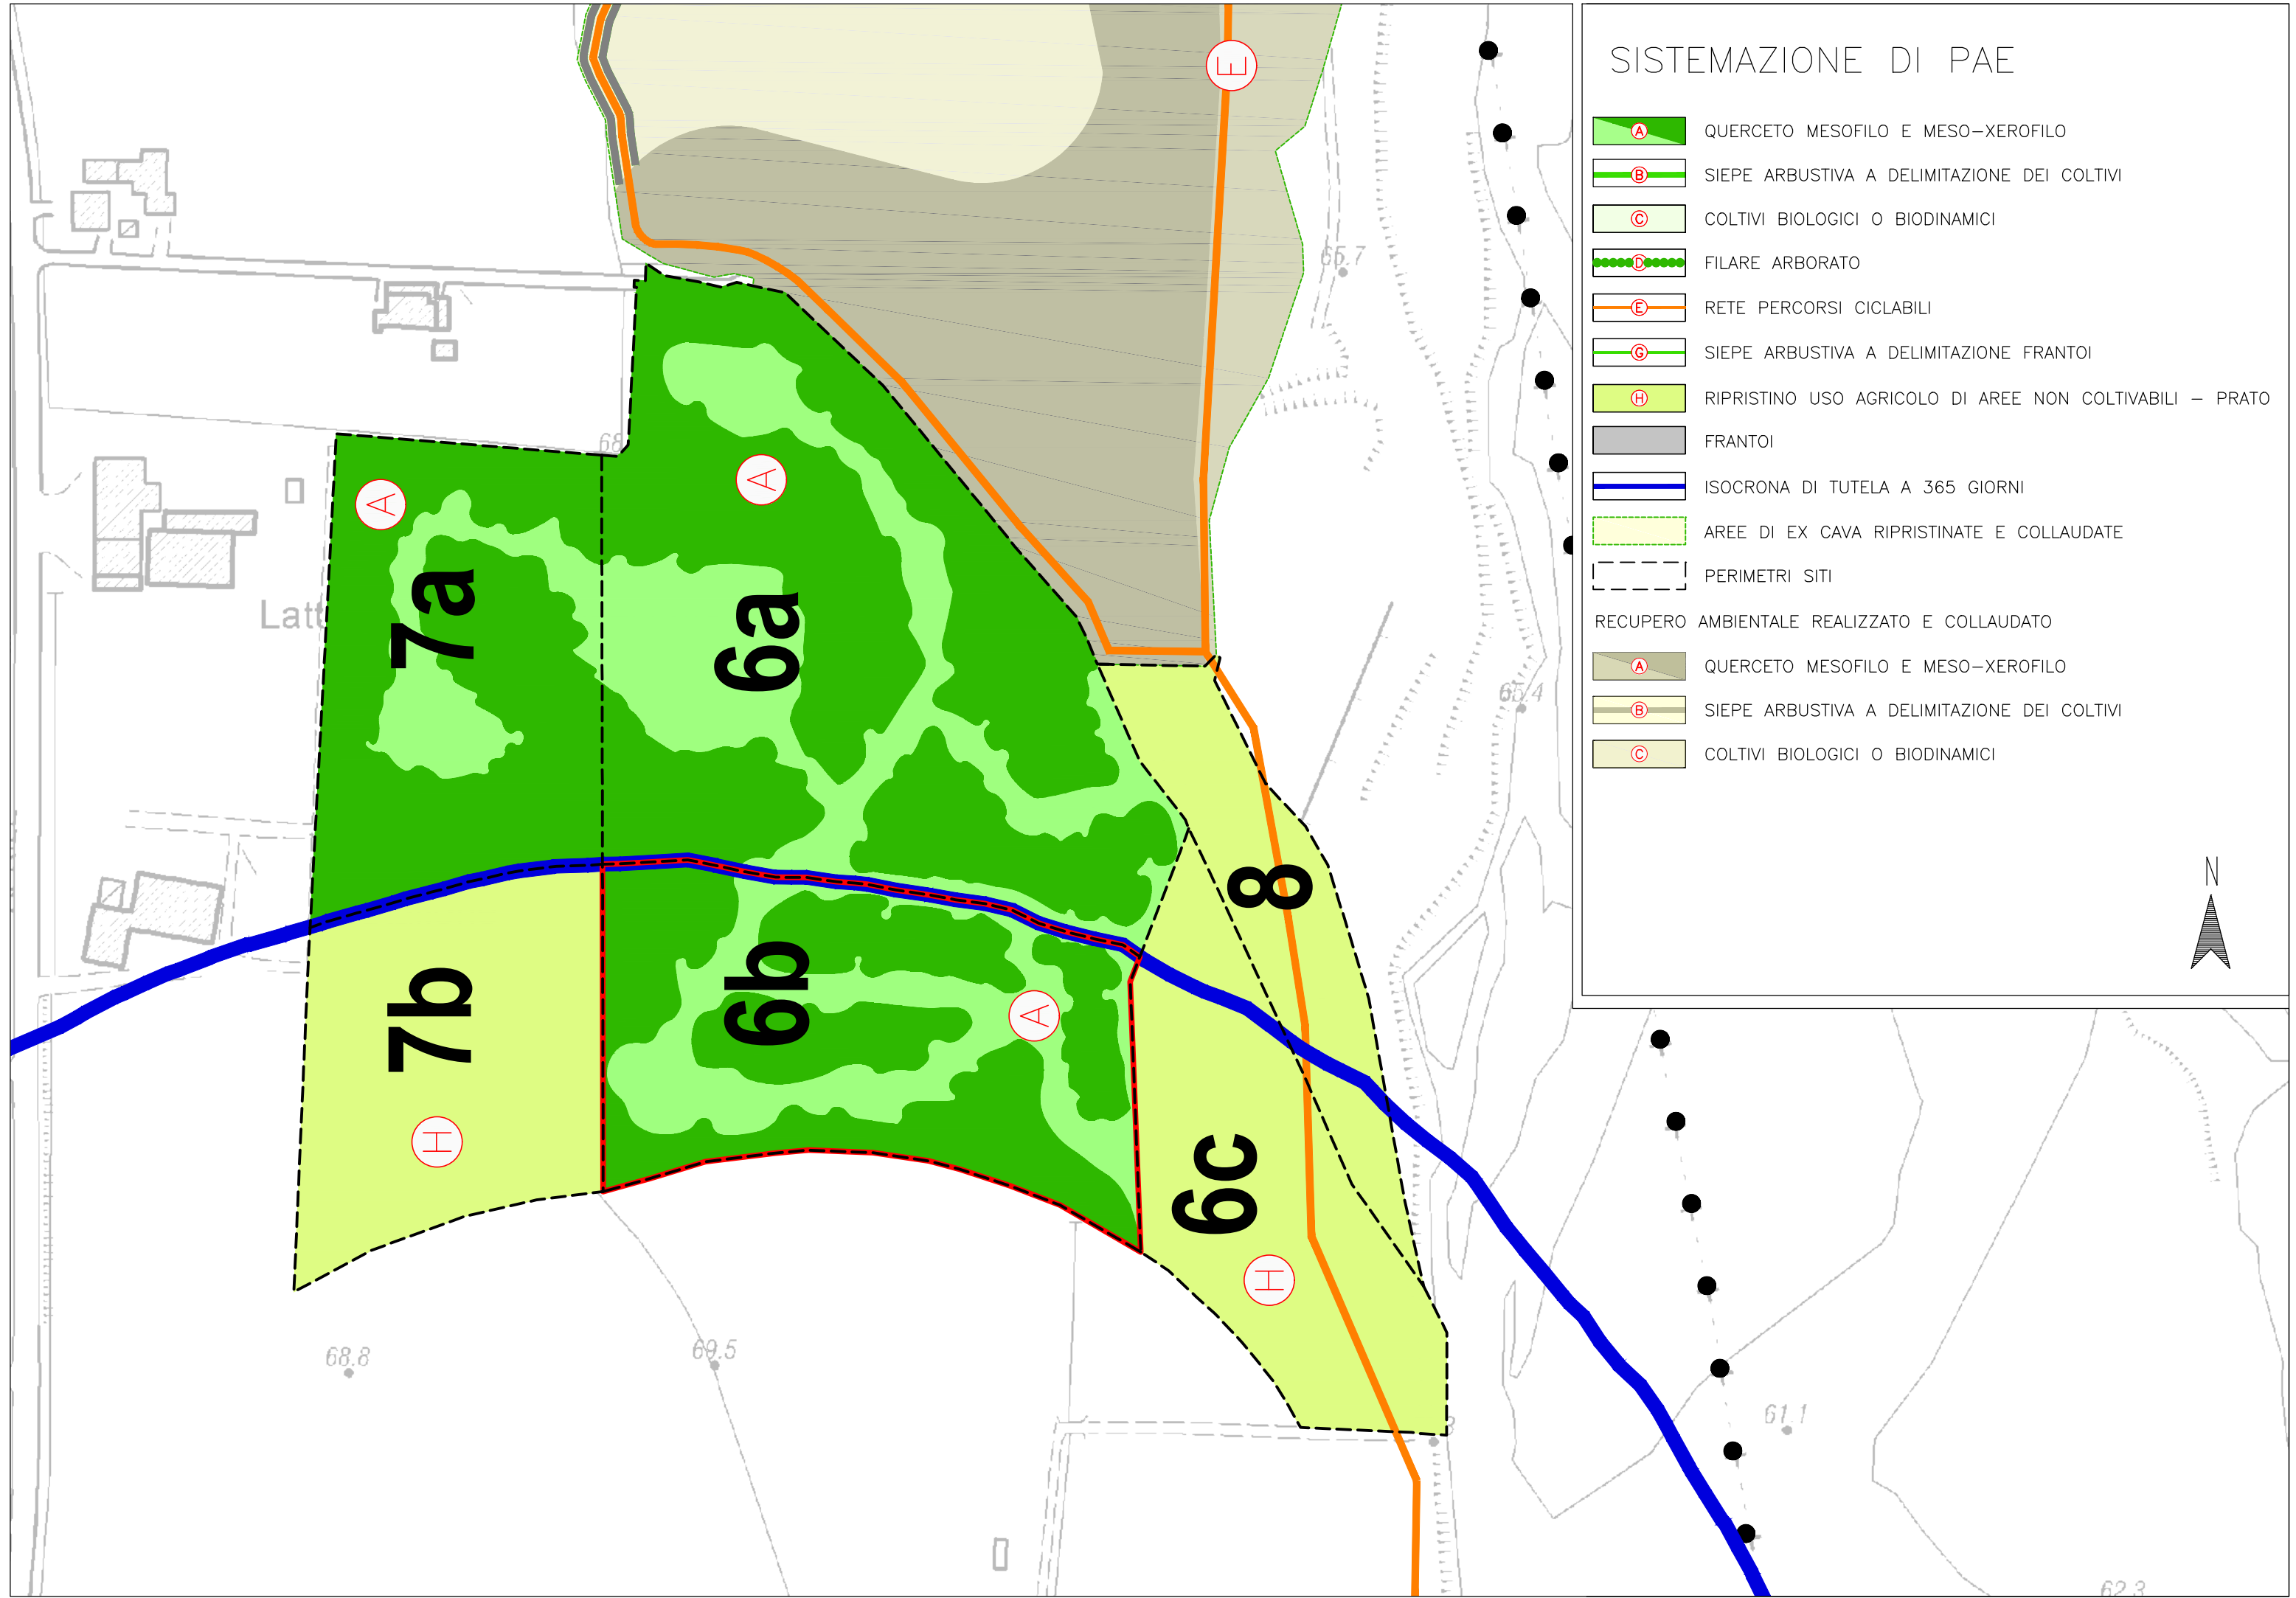 SISTEMAZIONE DI PAE
A QUERCETO MESOFILO E MESO-XEROFILO
B SIEPE ARBUSTIVA A DELIMITAZIONE DEI COLTIVI
C COLTIVI BIOLOGICI O BIODINAMICI
D FILARE ARBORATO
E RETE PERCORSI CICLABILI
G SIEPE ARBUSTIVA A DELIMITAZIONE FRANTOI
H RIPRISTINO USO AGRICOLO DI AREE NON COLTIVABILI – PRATO
FRANTOI
ISOCRONA DI TUTELA A 365 GIORNI
AREE DI EX CAVA RIPRISTINATE E COLLAUDATE
PERIMETRI SITI
RECUPERO AMBIENTALE REALIZZATO E COLLAUDATO
A QUERCETO MESOFILO E MESO-XEROFILO
B SIEPE ARBUSTIVA A DELIMITAZIONE DEI COLTIVI
C COLTIVI BIOLOGICI O BIODINAMICI
N
E
65.7
68
A
A
Latt
7a
6a
65.4
8
7b
6b
A
H
6c
H
68.8
69.5
61.1
62.3